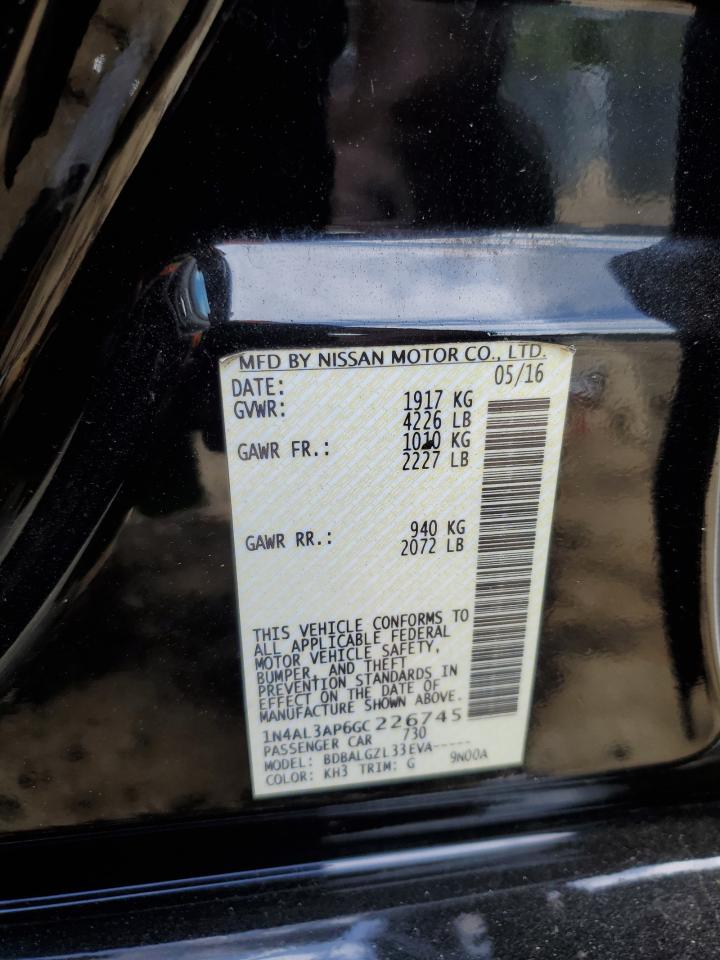 MFD BY NISSAN MOTOR CO., LTD.
DATE: 05/16
GVWR: 1917 KG
4226 LB
GAWR FR.: 1010 KG
2227 LB
GAWR RR.: 940 KG
2072 LB
THIS VEHICLE CONFORMS TO
ALL APPLICABLE FEDERAL
MOTOR VEHICLE SAFETY,
BUMPER, AND THEFT
PREVENTION STANDARDS IN
EFFECT ON THE DATE OF
MANUFACTURE SHOWN ABOVE.
1N4AL3AP6GC226745
PASSENGER CAR 730
MODEL: BDBALGZL33EVA-----
COLOR: KH3 TRIM: G 9N00A